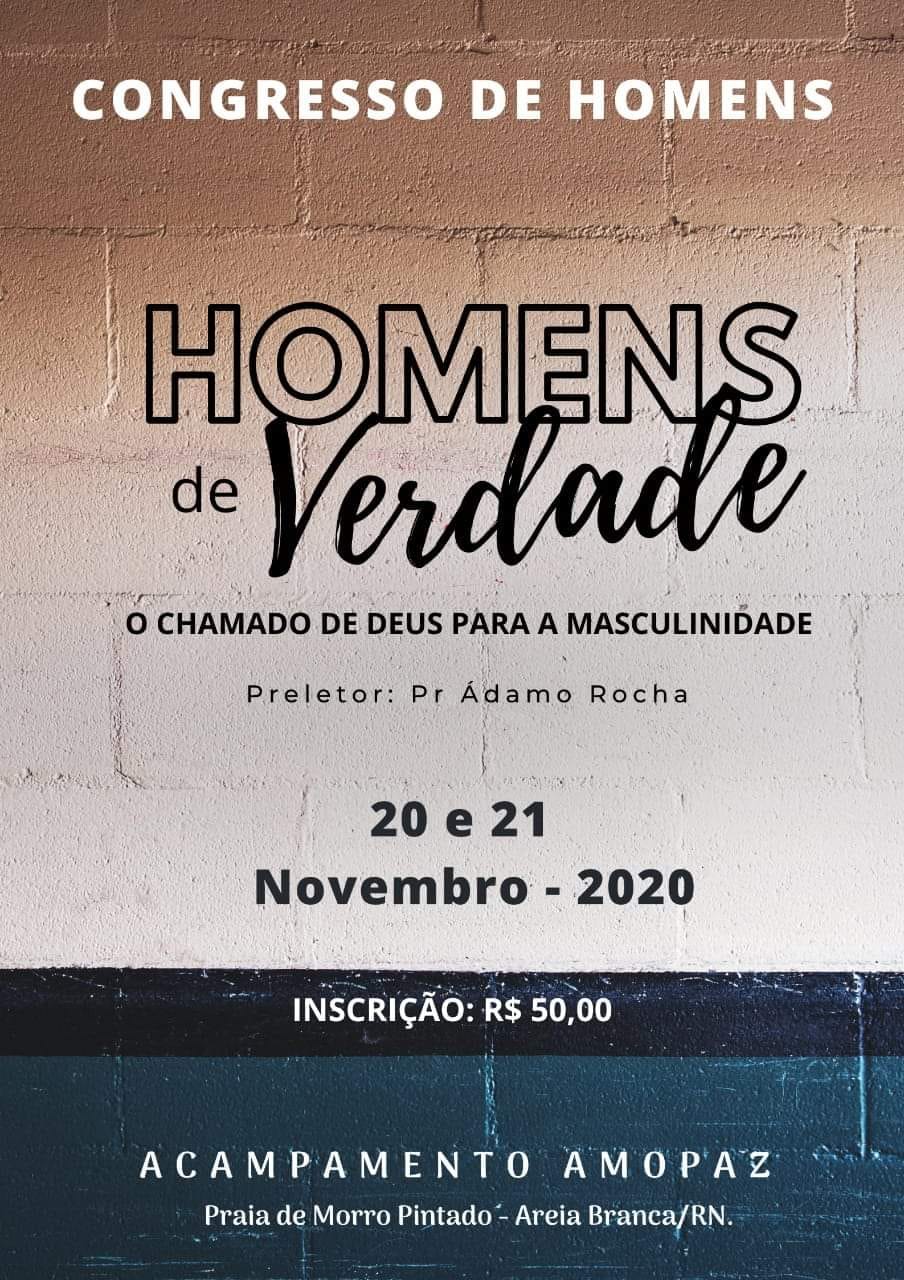 CONGRESSO DE HOMENS
HOMENS
de Verdade
O CHAMADO DE DEUS PARA A MASCULINIDADE
Preletor: Pr Ádamo Rocha
20 e 21
Novembro - 2020
INSCRIÇÃO: R$ 50,00
ACAMPAMENTO AMOPAZ
Praia de Morro Pintado - Areia Branca/RN.